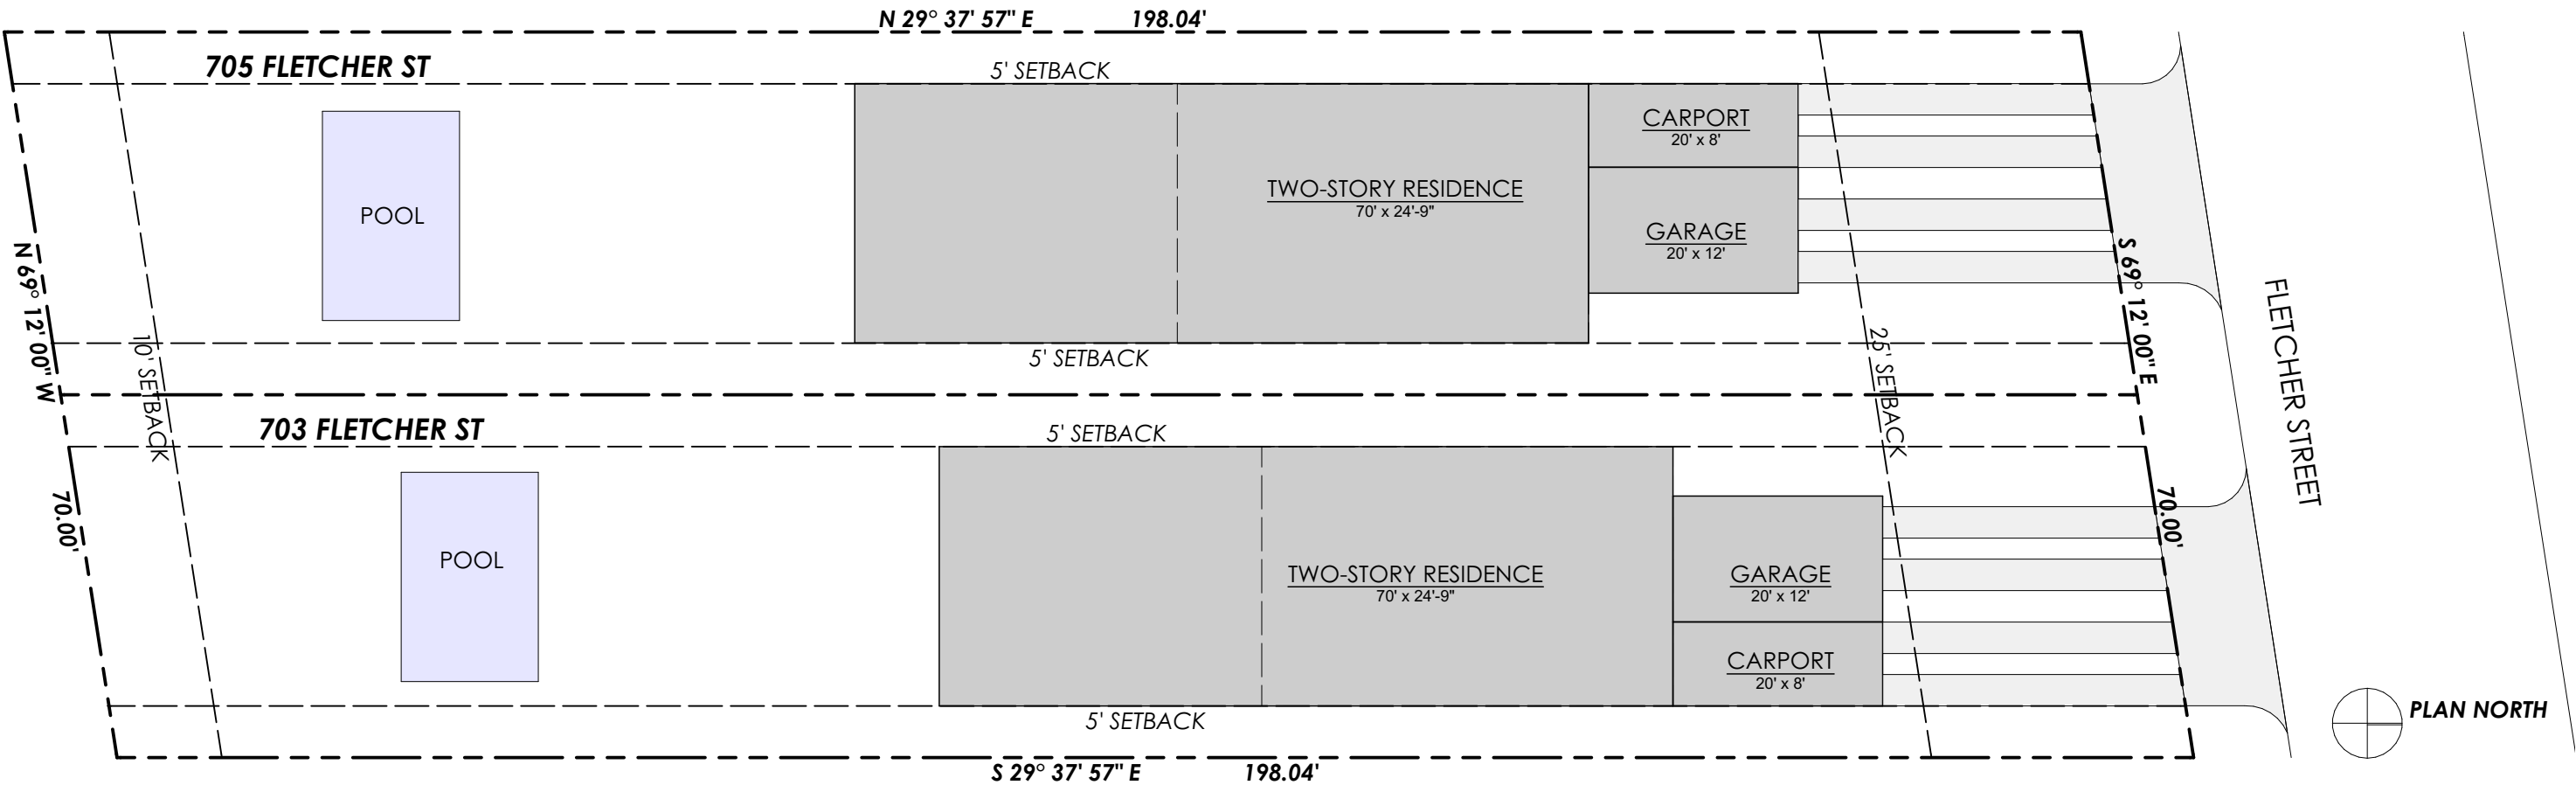 N 29° 37' 57" E 198.04'
705 FLETCHER ST
5' SETBACK
CARPORT
20' x 8'
TWO-STORY RESIDENCE
70' x 24'-9"
POOL
GARAGE
20' x 12'
N 69° 12' 00" W
S 69° 12' 00" E
10' SETBACK
25' SETBACK
5' SETBACK
FLETCHER STREET
703 FLETCHER ST
5' SETBACK
70.00'
70.00'
POOL
TWO-STORY RESIDENCE
70' x 24'-9"
GARAGE
20' x 12'
CARPORT
20' x 8'
5' SETBACK
PLAN NORTH
S 29° 37' 57" E 198.04'